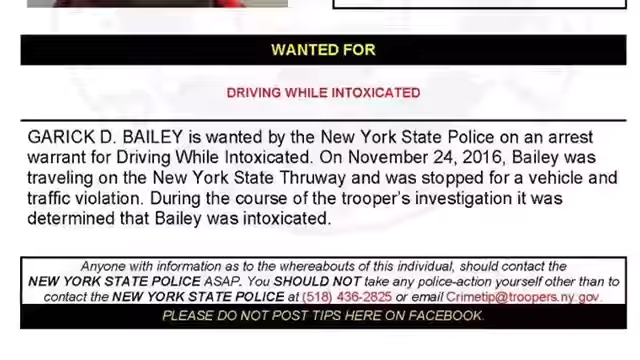 WANTED FOR
DRIVING WHILE INTOXICATED
GARICK D. BAILEY is wanted by the New York State Police on an arrest
warrant for Driving While Intoxicated. On November 24, 2016, Bailey was
traveling on the New York State Thruway and was stopped for a vehicle and
traffic violation. During the course of the trooper's investigation it was
determined that Bailey was intoxicated.
Anyone with information as to the whereabouts of this individual, should contact the
NEW YORK STATE POLICE ASAP. You SHOULD NOT take any police-action yourself other than to
contact the NEW YORK STATE POLICE at (518) 436-2825 or email Crimetip@troopers.ny.gov.
PLEASE DO NOT POST TIPS HERE ON FACEBOOK.